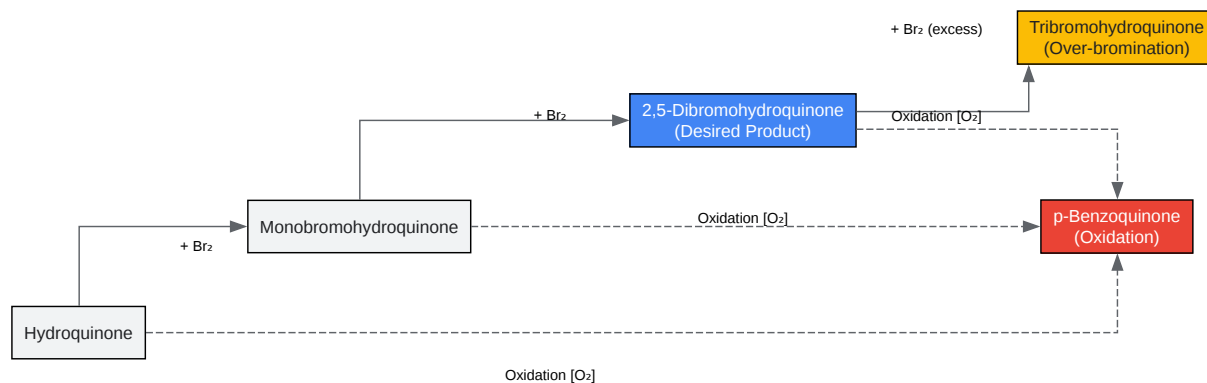 + Br₂ (excess)
Tribromohydroquinone
(Over-bromination)
+ Br₂
2,5-Dibromohydroquinone
(Desired Product)
Oxidation [O₂]
Monobromohydroquinone
Oxidation [O₂]
p-Benzoquinone
(Oxidation)
+ Br₂
Hydroquinone
Oxidation [O₂]